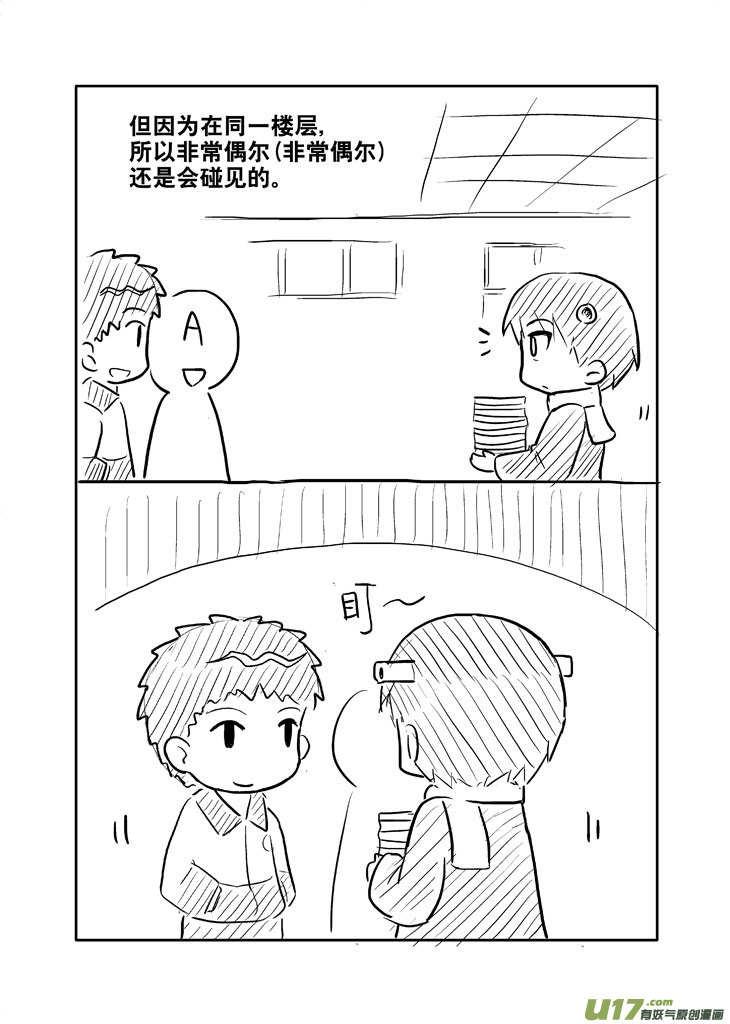 但因为在同一楼层，
所以非常偶尔(非常偶尔)
还是会碰见的。
A
盯～
U17.com
有妖气原创漫画